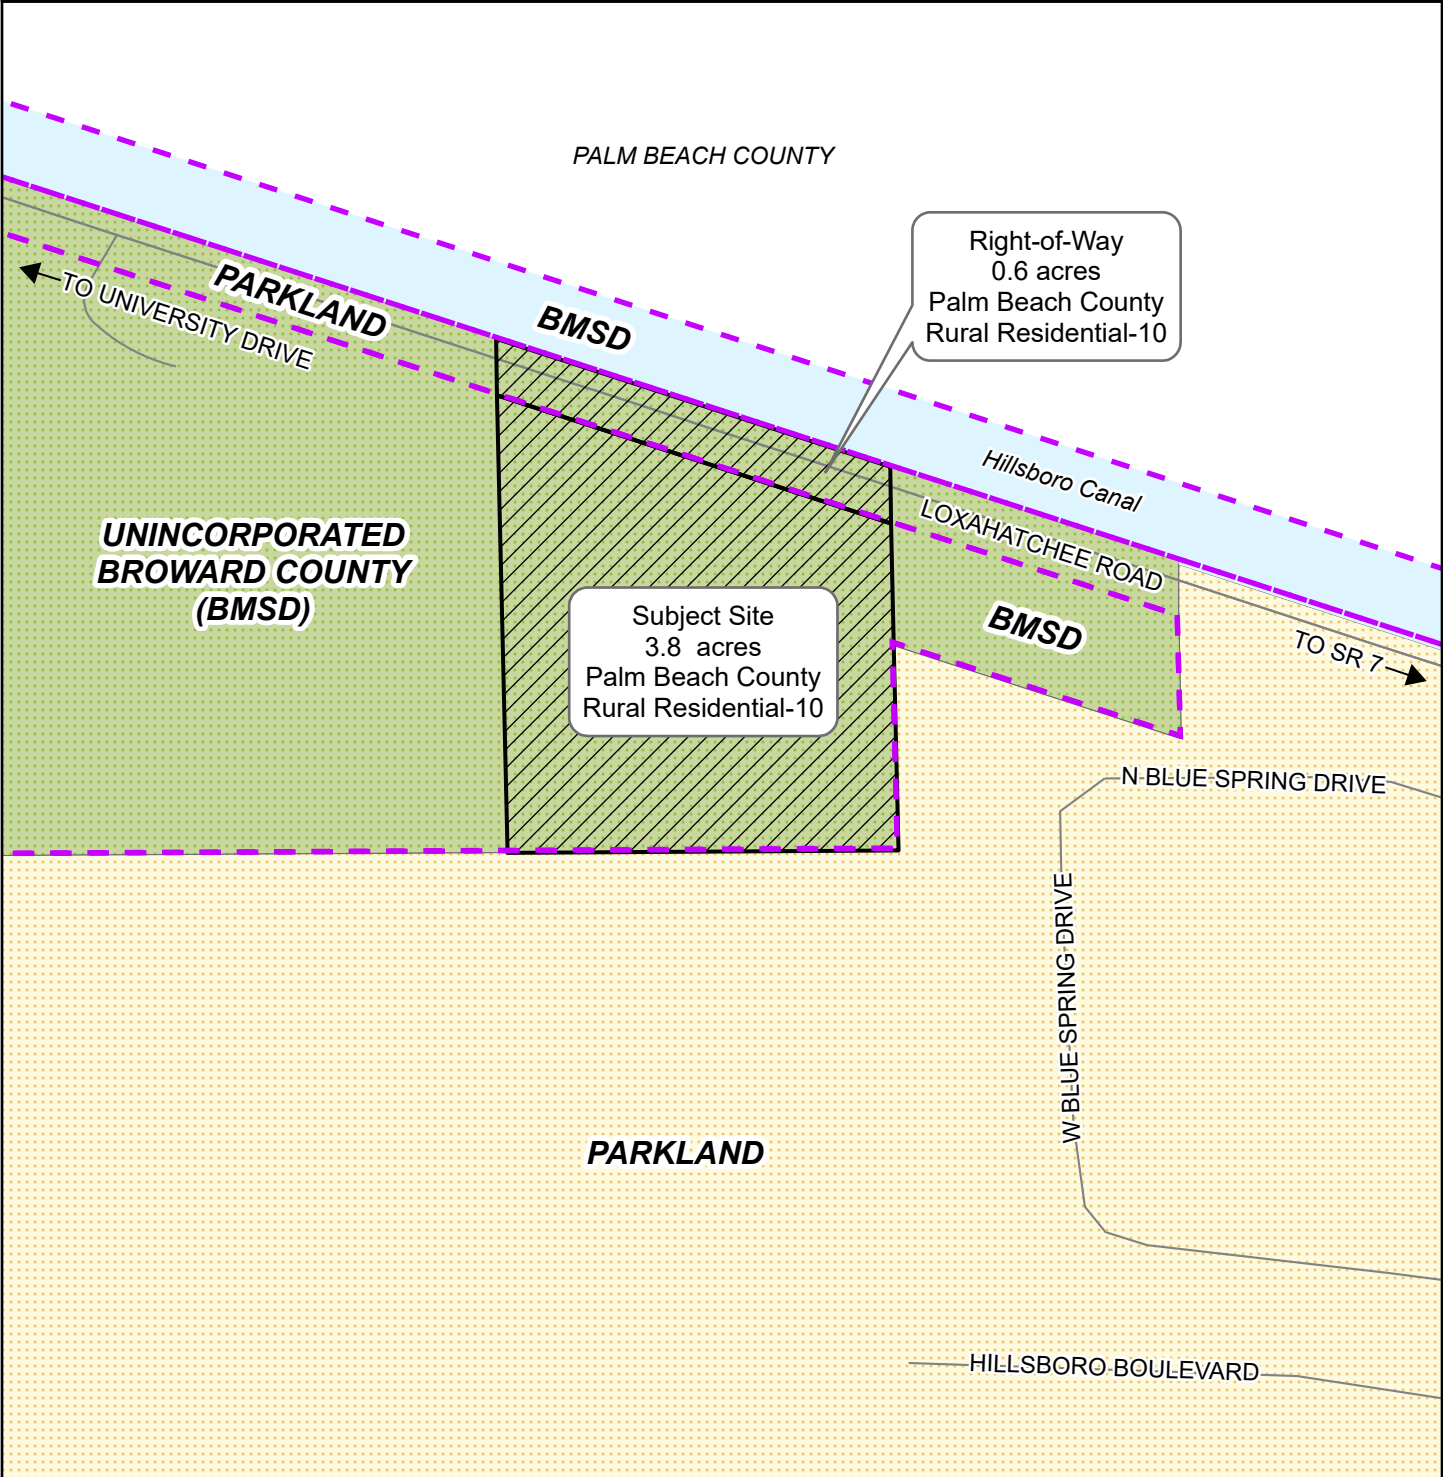 PALM BEACH COUNTY
Right-of-Way
0.6 acres
Palm Beach County
Rural Residential-10
PARKLAND
TO UNIVERSITY DRIVE
BMSD
Hillsboro Canal
LOXAHATCHEE ROAD
UNINCORPORATED
BROWARD COUNTY
(BMSD)
Subject Site
3.8 acres
Palm Beach County
Rural Residential-10
BMSD
TO SR 7
N BLUE SPRING DRIVE
W BLUE SPRING DRIVE
PARKLAND
HILLSBORO BOULEVARD